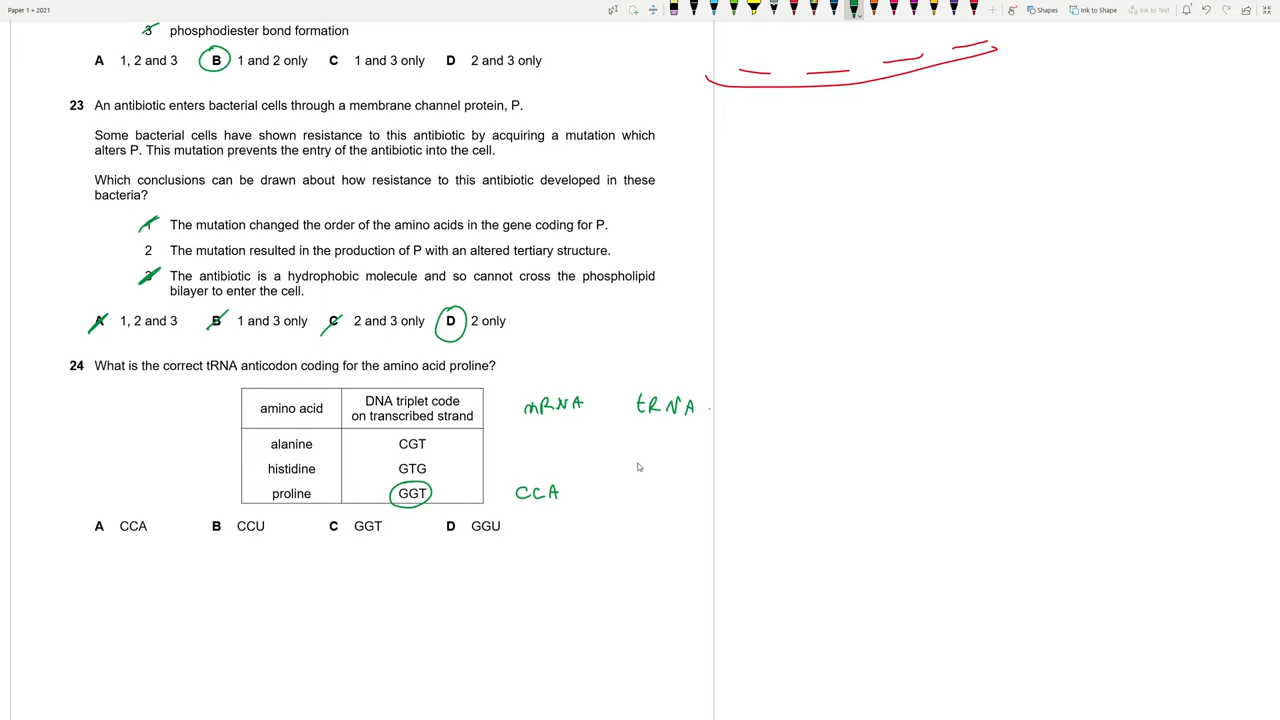 Paper 1 » 2021
Shapes Ink to Shape Ink to Text
3 phosphodiester bond formation
A 1, 2 and 3 B 1 and 2 only C 1 and 3 only D 2 and 3 only
23 An antibiotic enters bacterial cells through a membrane channel protein, P.
Some bacterial cells have shown resistance to this antibiotic by acquiring a mutation which
alters P. This mutation prevents the entry of the antibiotic into the cell.
Which conclusions can be drawn about how resistance to this antibiotic developed in these
bacteria?
1 The mutation changed the order of the amino acids in the gene coding for P.
2 The mutation resulted in the production of P with an altered tertiary structure.
3 The antibiotic is a hydrophobic molecule and so cannot cross the phospholipid
bilayer to enter the cell.
A 1, 2 and 3 B 1 and 3 only C 2 and 3 only D 2 only
24 What is the correct tRNA anticodon coding for the amino acid proline?
amino acid DNA triplet code on transcribed strand mRNA tRNA
alanine CGT
histidine GTG
proline GGT CCA
A CCA B CCU C GGT D GGU